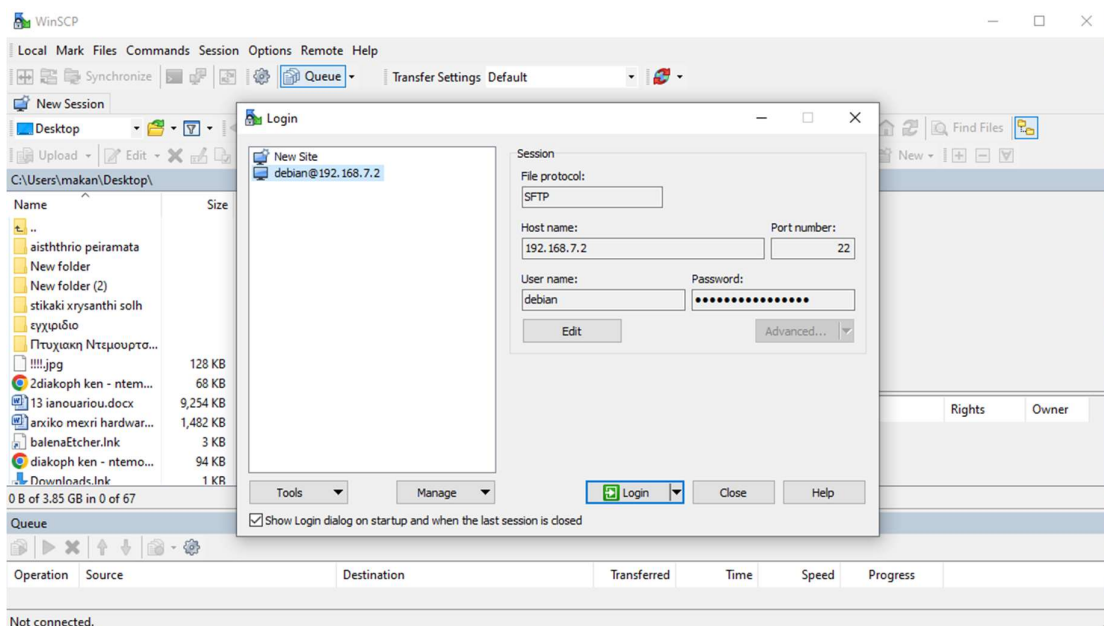 WinSCP
Local Mark Files Commands Session Options Remote Help
Synchronize Queue Transfer Settings Default
New Session
Desktop Find Files
Upload Edit New
C:\Users\makan\Desktop\
Name Size
..
aisththrio peiramata
New folder
New folder (2)
stikaki xrysanthi solh
εγχιριδιο
Πτυχιακη Ντεμουρτσ...
!!!!.jpg 128 KB
2diakoph ken - ntem... 68 KB
13 ianouariou.docx 9,254 KB
arxiko mexri hardwar... 1,482 KB
balenaEtcher.lnk 3 KB
diakoph ken - ntemo... 94 KB
Downloads.lnk 1 KB
0 B of 3.85 GB in 0 of 67
Rights Owner
Login
New Site
debian@192.168.7.2
Session
File protocol:
SFTP
Host name: Port number:
192.168.7.2 22
User name: Password:
debian ••••••••••••••••
Edit Advanced...
Tools Manage Login Close Help
Show Login dialog on startup and when the last session is closed
Queue
Operation Source Destination Transferred Time Speed Progress
Not connected.